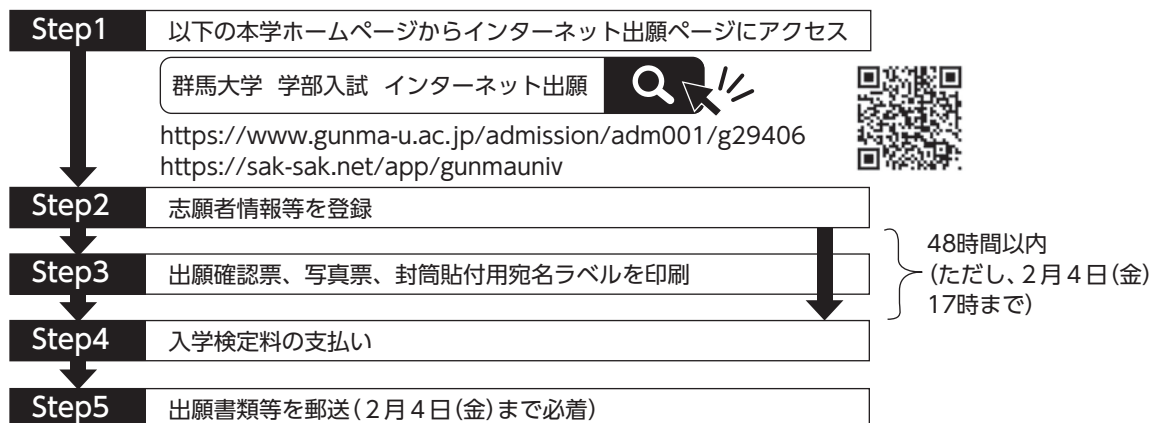 Step1 以下の本学ホームページからインターネット出願ページにアクセス
群馬大学 学部入試 インターネット出願
https://www.gunma-u.ac.jp/admission/adm001/g29406
https://sak-sak.net/app/gunmauniv
Step2 志願者情報等を登録
48時間以内
(ただし、2月4日(金)
17時まで)
Step3 出願確認票、写真票、封筒貼付用宛名ラベルを印刷
Step4 入学検定料の支払い
Step5 出願書類等を郵送(2月4日(金)まで必着)